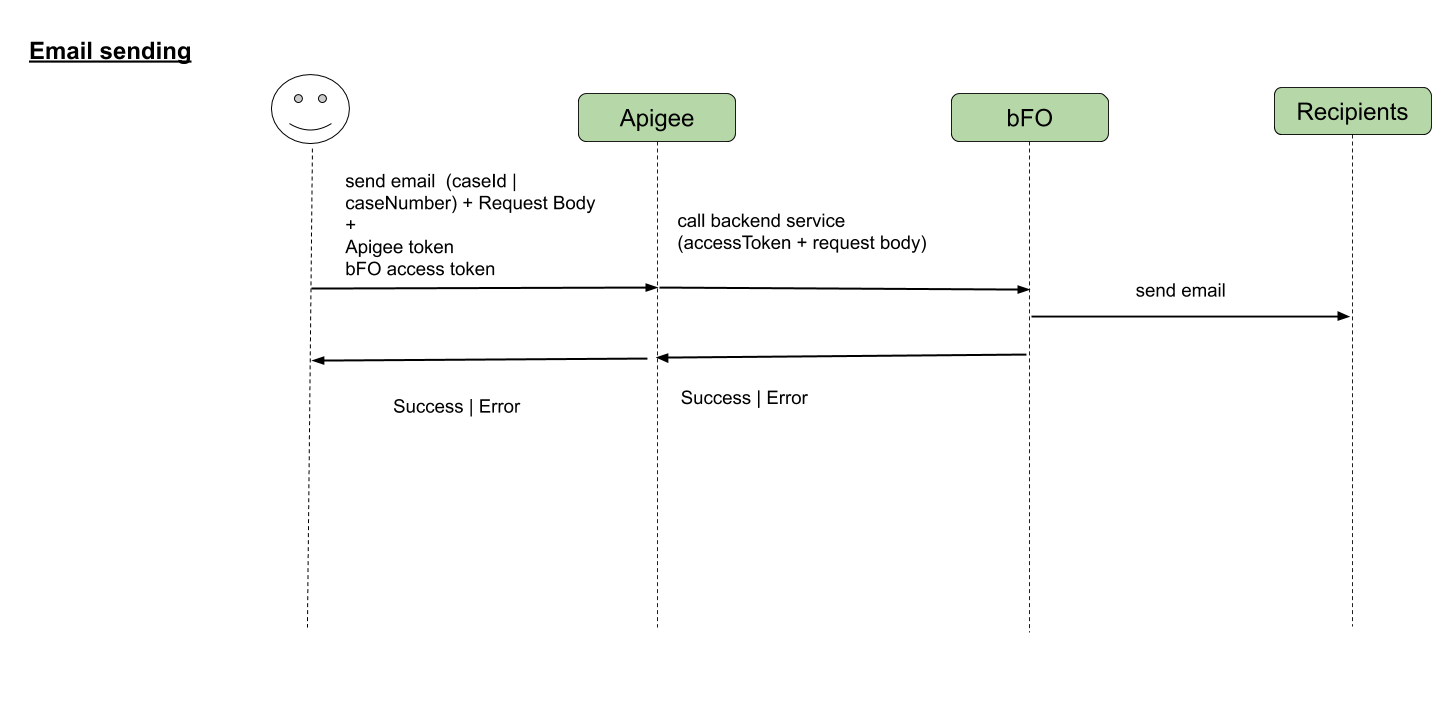 Email sending
Apigee
bFO
Recipients
send email  (caseId |
caseNumber) + Request Body
+
Apigee token
bFO access token
call backend service
(accessToken + request body)
send email
Success | Error
Success | Error